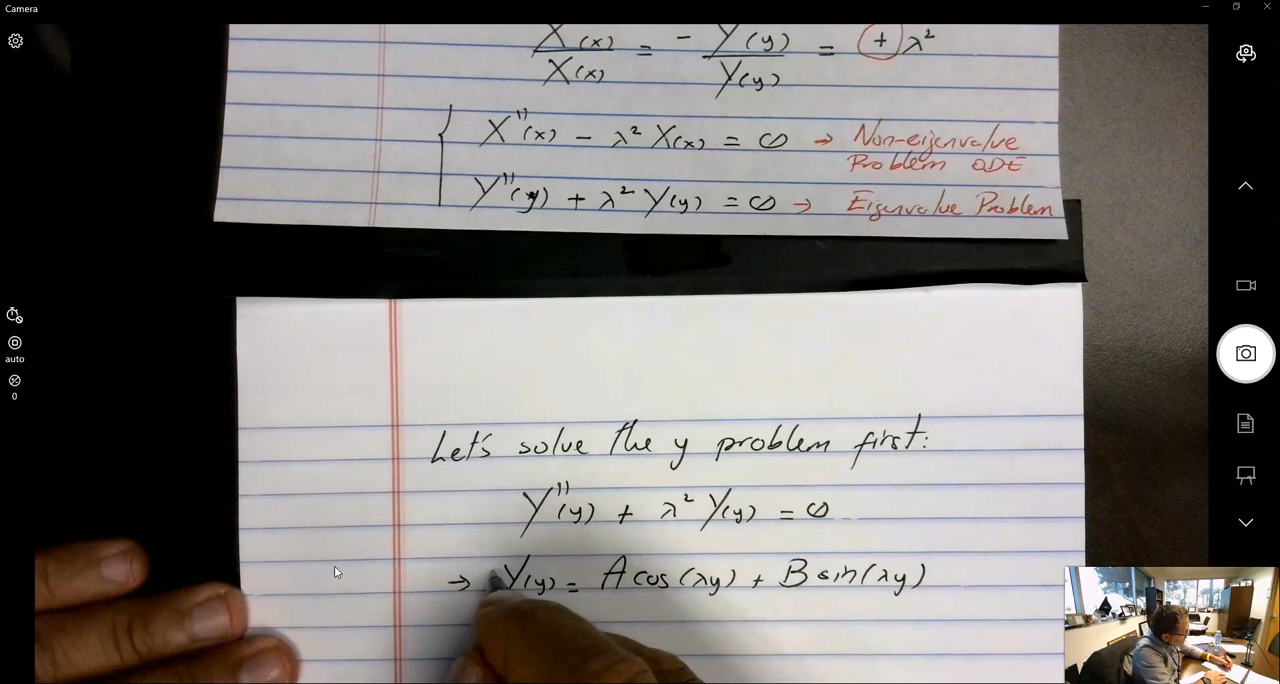 Camera
X(x) / X(x) = - Y(y) / Y(y) = (+) λ²
X''(x) - λ² X(x) = 0 → Non-eigenvalue
Problem ODE
Y''(y) + λ² Y(y) = 0 → Eigenvalue Problem
auto
0
Let's solve the y problem first:
Y''(y) + λ² Y(y) = 0
→ Y(y) = A cos(λy) + B sin(λy)